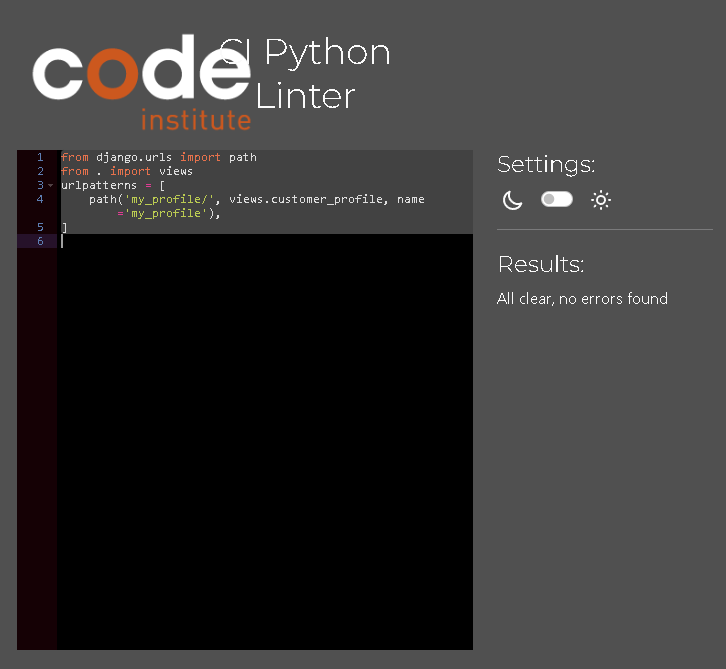 code
institute
CI Python
Linter
1 from django.urls import path
2 from . import views
3 urlpatterns = [
4 path('my_profile/', views.customer_profile, name
='my_profile'),
5 ]
6
Settings:
Results:
All clear, no errors found